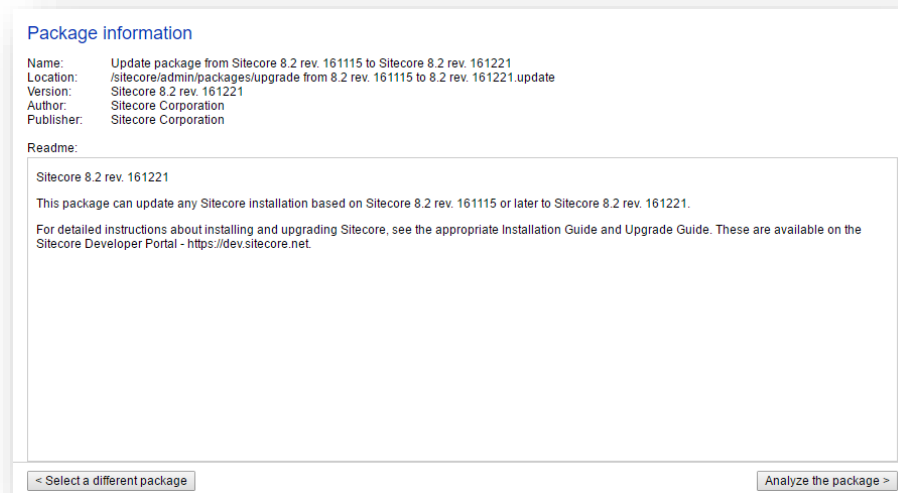 Package information
Name: Update package from Sitecore 8.2 rev. 161115 to Sitecore 8.2 rev. 161221
Location: /sitecore/admin/packages/upgrade from 8.2 rev. 161115 to 8.2 rev. 161221.update
Version: Sitecore 8.2 rev. 161221
Author: Sitecore Corporation
Publisher: Sitecore Corporation
Readme:
Sitecore 8.2 rev. 161221
This package can update any Sitecore installation based on Sitecore 8.2 rev. 161115 or later to Sitecore 8.2 rev. 161221.
For detailed instructions about installing and upgrading Sitecore, see the appropriate Installation Guide and Upgrade Guide. These are available on the
Sitecore Developer Portal - https://dev.sitecore.net.
< Select a different package
Analyze the package >